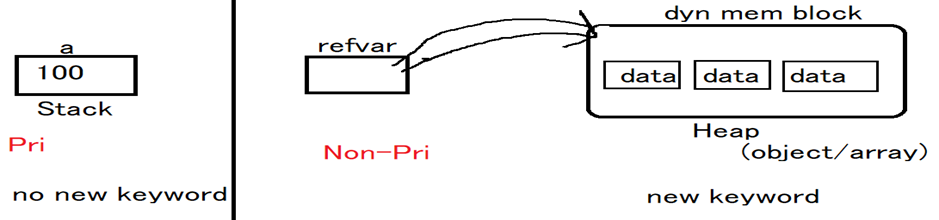 a
100
Stack
Pri
no new keyword
refvar
Non-Pri
dyn mem block
data data data
Heap
(object/array)
new keyword